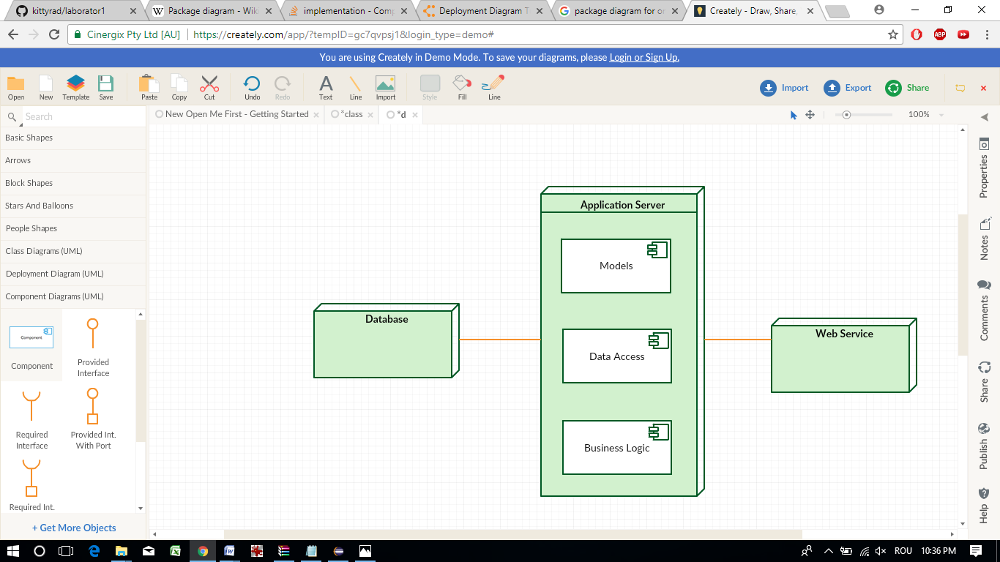 kittyrad/laborator1
Package diagram - Wik
implementation - Comp
Deployment Diagram T
package diagram for on
Creately - Draw, Share,
Cinergix Pty Ltd [AU]
https://creately.com/app/?tempID=gc7qvpsj1&login_type=demo#
ABP
You are using Creately in Demo Mode. To save your diagrams, please Login or Sign Up.
Open
New
Template
Save
Paste
Copy
Cut
Undo
Redo
Text
Line
Import
Style
Fill
Line
Import
Export
Share
Search
New Open Me First - Getting Started
*class
*d
100%
Basic Shapes
Arrows
Block Shapes
Stars And Balloons
People Shapes
Class Diagrams (UML)
Deployment Diagram (UML)
Component Diagrams (UML)
Component
Component
Provided
Interface
Required
Interface
Provided Int.
With Port
Required Int.
+ Get More Objects
Database
Application Server
Models
Data Access
Business Logic
Web Service
Properties
Notes
Comments
Share
Publish
Help
ROU
10:36 PM